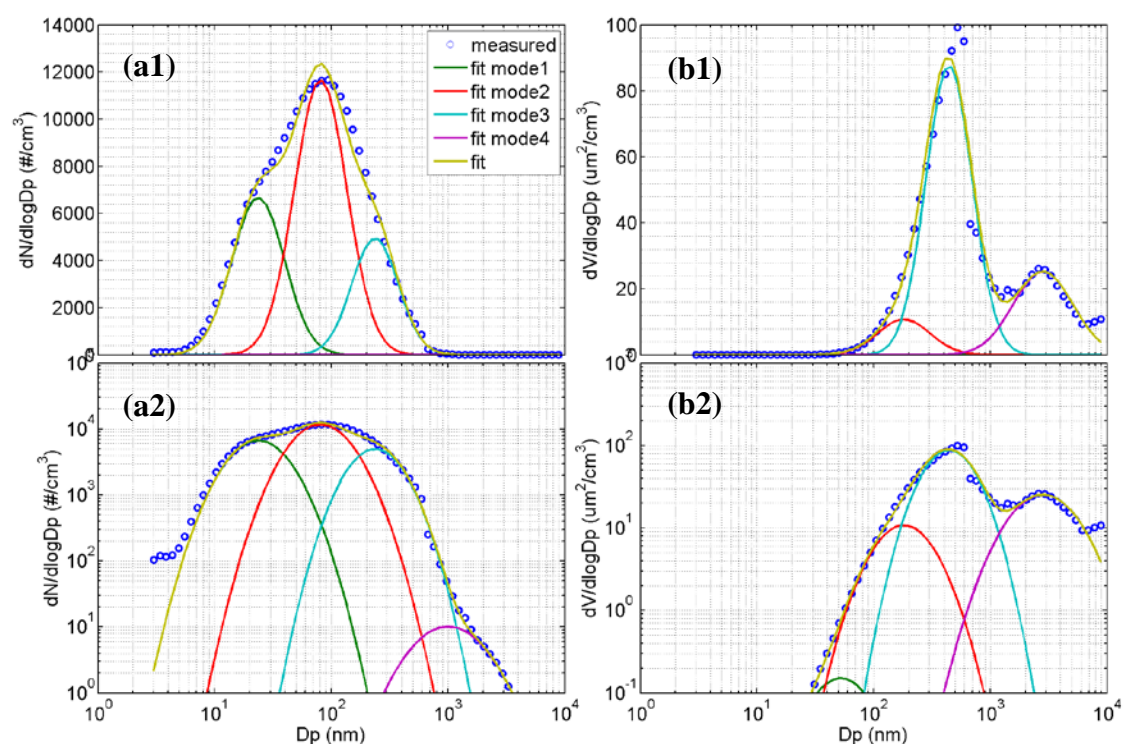 14000
12000
10000
8000
6000
4000
2000
0
dN/dlogDp (#/cm³)
(a1)
measured
fit mode1
fit mode2
fit mode3
fit mode4
fit
100
80
60
40
20
0
dV/dlogDp (um²/cm³)
(b1)
10⁵
10⁴
10³
10²
10¹
10⁰
dN/dlogDp (#/cm³)
(a2)
10⁰ 10¹ 10² 10³ 10⁴
Dp (nm)
10³
10²
10¹
10⁰
10⁻¹
dV/dlogDp (um²/cm³)
(b2)
10⁰ 10¹ 10² 10³ 10⁴
Dp (nm)